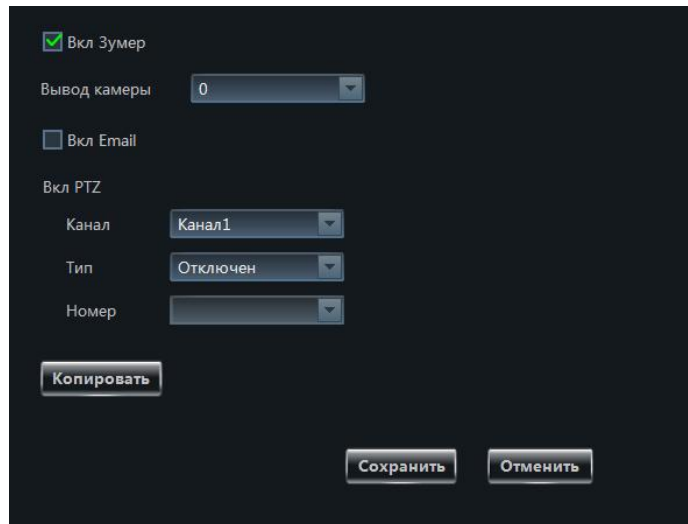 Вкл Зумер
Вывод камеры 0
Вкл Email
Вкл PTZ
Канал Канал1
Тип Отключен
Номер
Копировать
Сохранить Отменить